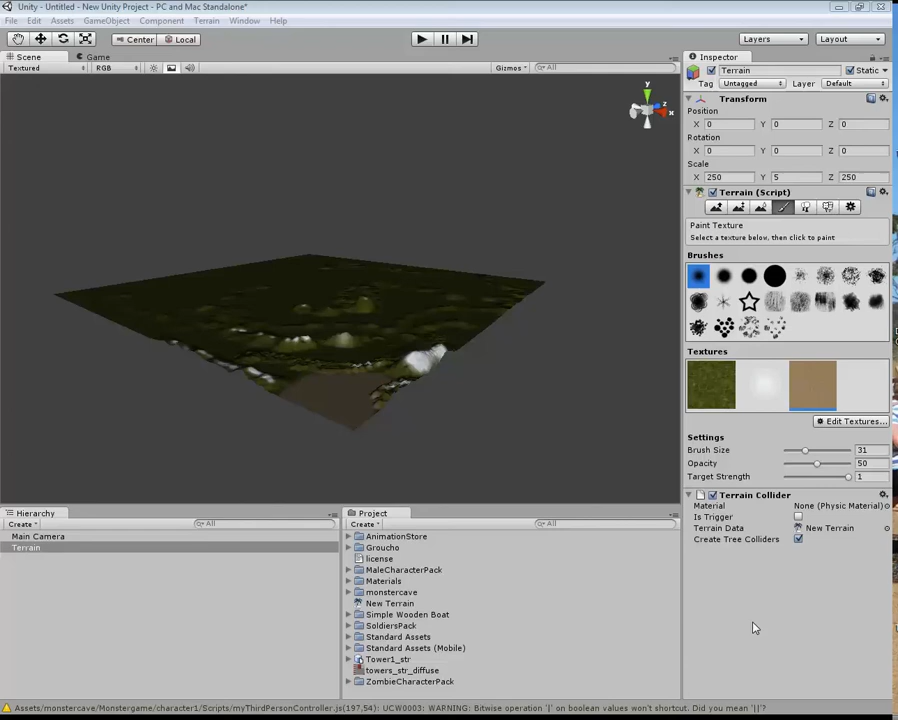 Unity - Untitled - New Unity Project - PC and Mac Standalone*
File Edit Assets GameObject Component Terrain Window Help
Center Local Layers Layout
Scene Game
Textured RGB Gizmos All
Inspector
Terrain Static
Tag Untagged Layer Default
Transform
Position
X 0 Y 0 Z 0
Rotation
X 0 Y 0 Z 0
Scale
X 250 Y 5 Z 250
y
z
x
Terrain (Script)
Paint Texture
Select a texture below, then click to paint
Brushes
Textures
Edit Textures...
Settings
Brush Size 31
Opacity 50
Target Strength 1
Terrain Collider
Material None (Physic Material)
Is Trigger
Terrain Data New Terrain
Create Tree Colliders
Hierarchy
Create All
Main Camera
Terrain
Project
Create All
AnimationStore
Groucho
license
MaleCharacterPack
Materials
monstercave
New Terrain
Simple Wooden Boat
SoldiersPack
Standard Assets
Standard Assets (Mobile)
Tower1_str
towers_str_diffuse
ZombieCharacterPack
Assets/monstercave/Monstergame/character1/Scripts/myThirdPersonController.js(197,54): UCW0003: WARNING: Bitwise operation '|' on boolean values won't shortcut. Did you mean '||'?